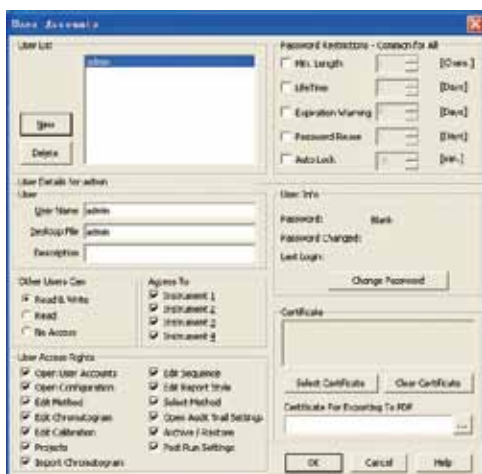 User Accounts
User List
admin
New
Delete
Password Restrictions - Common for All
Min. Length
[Chars.]
LifeTime
[Days]
Expiration Warning
[Days]
Password Reuse
Auto Lock
[min.]
User Details for admin
User
User Name admin
Desktop File admin
Description
Other Users Can
Read & Write
Read
No Access
Access To
Instrument 1
Instrument 2
Instrument 3
Instrument 4
User Access Rights
Open User Accounts
Open Configuration
Edit Method
Edit Chromatogram
Edit Calibration
Projects
Import Chromatogram
Edit Sequence
Edit Report Style
Select Method
Open Audit Trail Settings
Archive / Restore
Post Run Settings
User Info
Password: Blank
Password Changed:
Last Login:
Change Password
Certificate
Select Certificate
Clear Certificate
Certificate For Exporting To PDF
...
OK
Cancel
Help